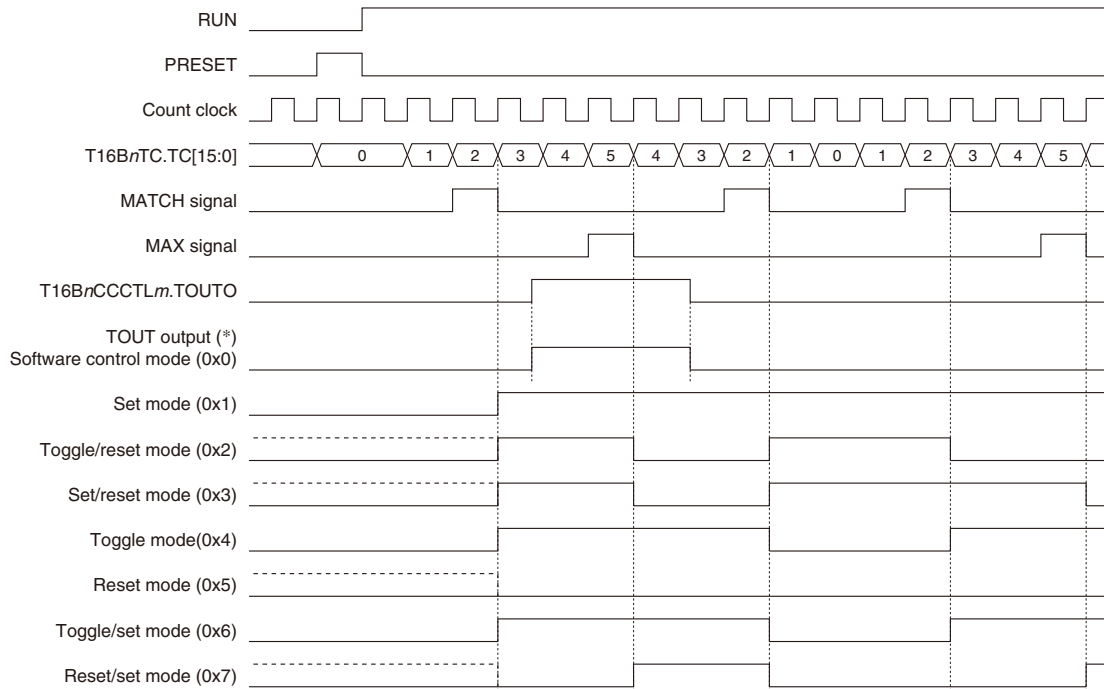 RUN
PRESET
Count clock
T16BnTC.TC[15:0] 0 1 2 3 4 5 4 3 2 1 0 1 2 3 4 5
MATCH signal
MAX signal
T16BnCCCTLm.TOUTO
TOUT output (*)
Software control mode (0x0)
Set mode (0x1)
Toggle/reset mode (0x2)
Set/reset mode (0x3)
Toggle mode(0x4)
Reset mode (0x5)
Toggle/set mode (0x6)
Reset/set mode (0x7)